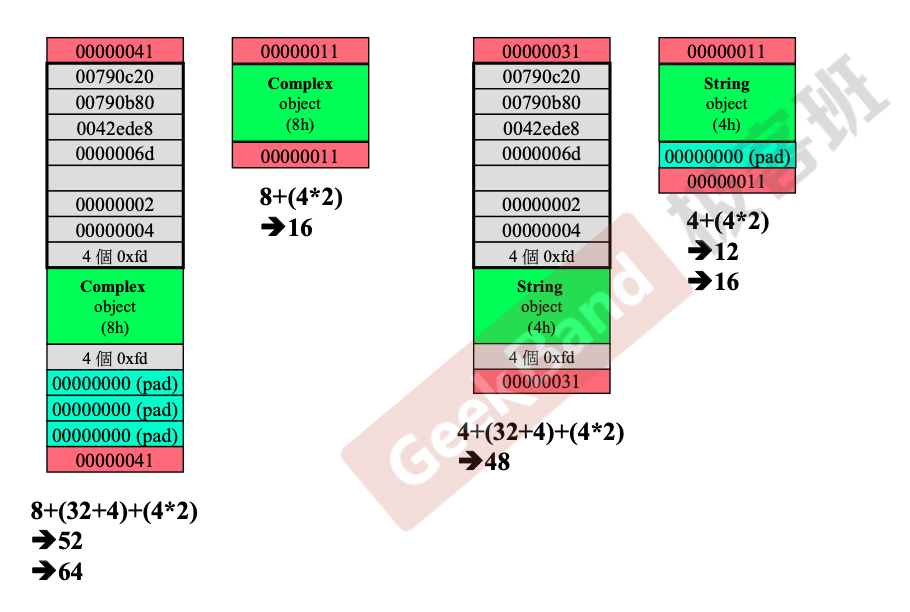 00000041
00790c20
00790b80
0042ede8
0000006d
00000002
00000004
4 個 0xfd
Complex
object
(8h)
4 個 0xfd
00000000 (pad)
00000000 (pad)
00000000 (pad)
00000041
8+(32+4)+(4*2)
➔52
➔64
00000011
Complex
object
(8h)
00000011
8+(4*2)
➔16
00000031
00790c20
00790b80
0042ede8
0000006d
00000002
00000004
4 個 0xfd
String
object
(4h)
4 個 0xfd
00000031
4+(32+4)+(4*2)
➔48
00000011
String
object
(4h)
00000000 (pad)
00000011
4+(4*2)
➔12
➔16
GeekBand
极客班